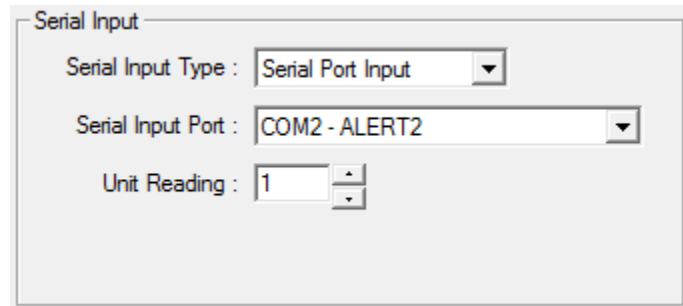 Serial Input
Serial Input Type : Serial Port Input
Serial Input Port : COM2 - ALERT2
Unit Reading : 1